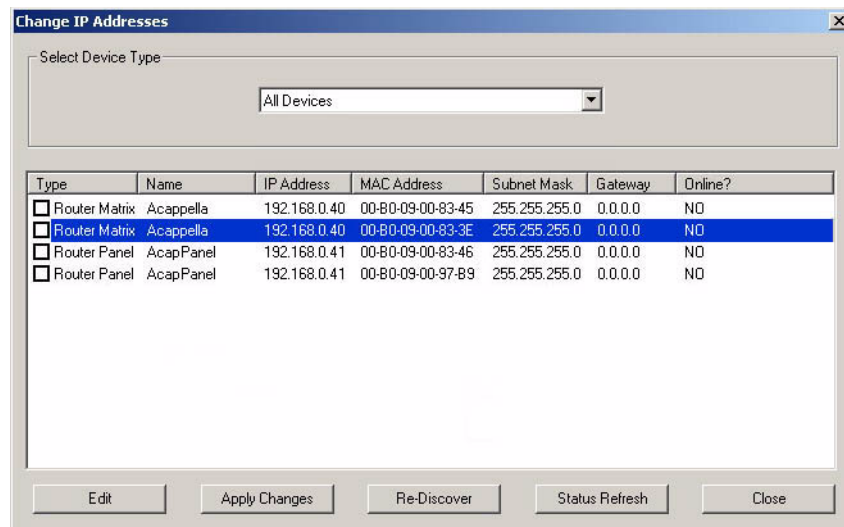 Change IP Addresses
Select Device Type
All Devices
Type Name IP Address MAC Address Subnet Mask Gateway Online?
Router Matrix Acappella 192.168.0.40 00-B0-09-00-83-45 255.255.255.0 0.0.0.0 NO
Router Matrix Acappella 192.168.0.40 00-B0-09-00-83-3E 255.255.255.0 0.0.0.0 NO
Router Panel AcapPanel 192.168.0.41 00-B0-09-00-83-46 255.255.255.0 0.0.0.0 NO
Router Panel AcapPanel 192.168.0.41 00-B0-09-00-97-B9 255.255.255.0 0.0.0.0 NO
Edit Apply Changes Re-Discover Status Refresh Close